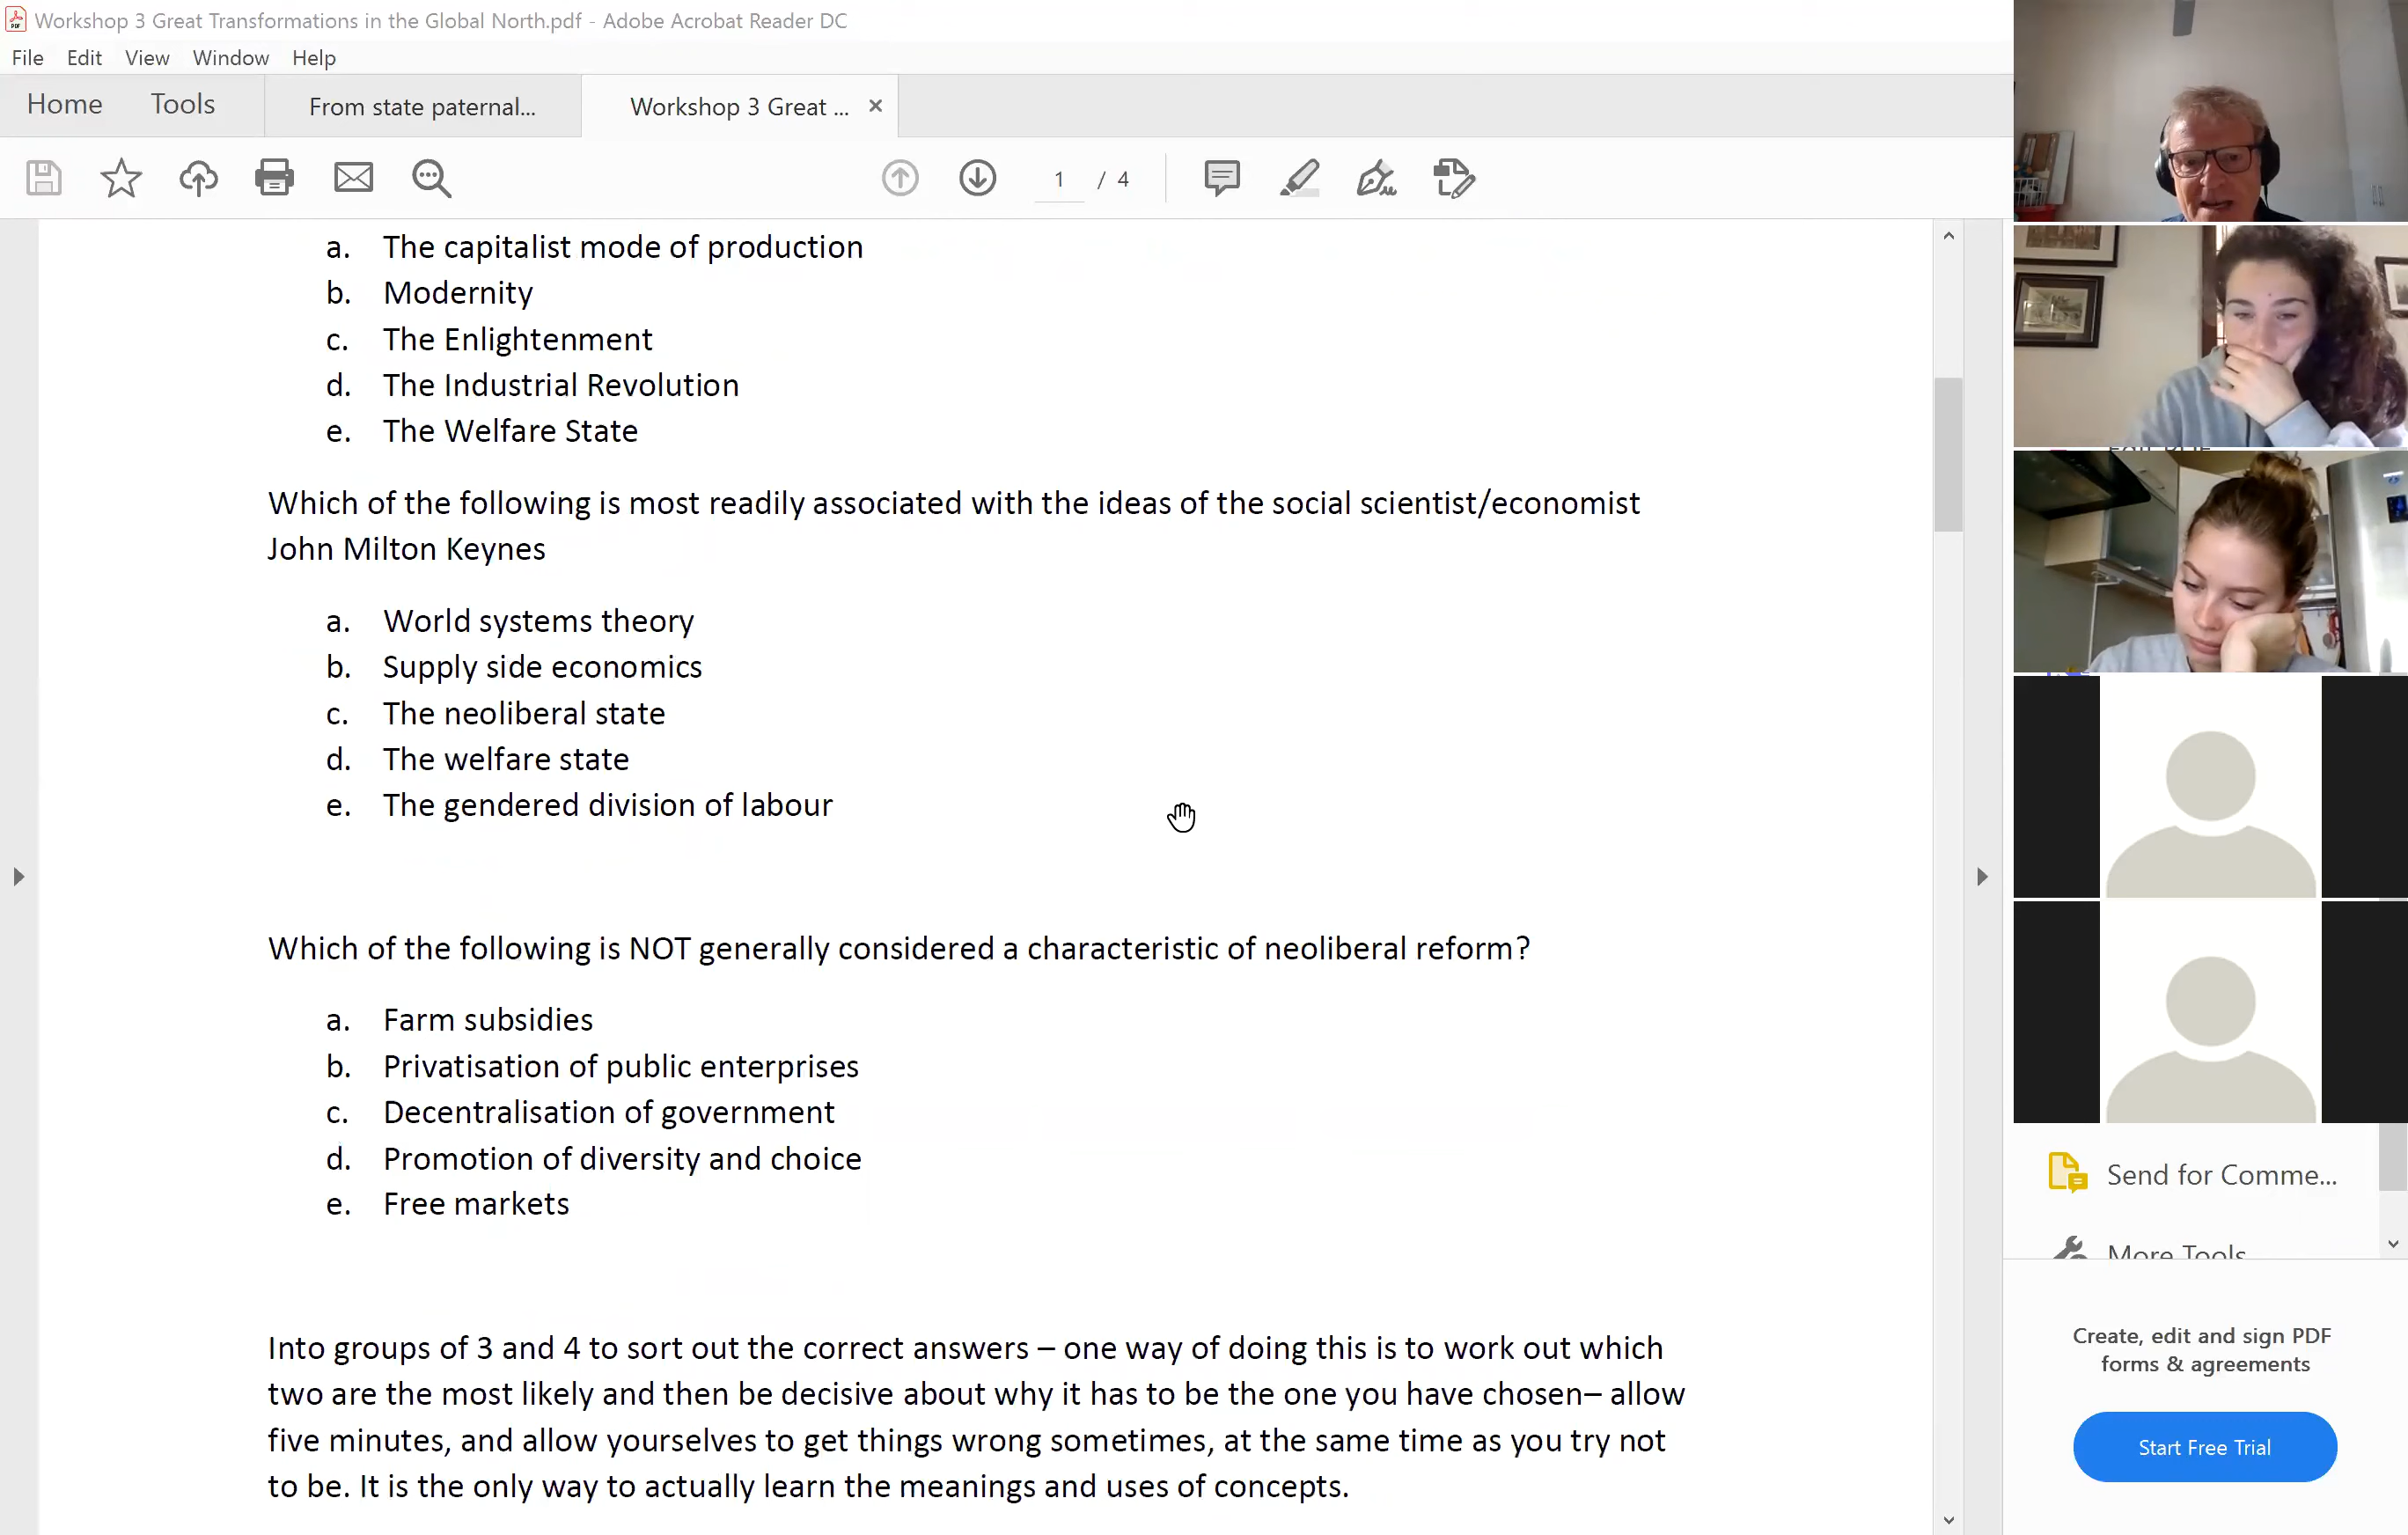 Workshop 3 Great Transformations in the Global North.pdf - Adobe Acrobat Reader DC
File Edit View Window Help
Home Tools From state paternal... Workshop 3 Great ... ×
1 / 4
a. The capitalist mode of production
b. Modernity
c. The Enlightenment
d. The Industrial Revolution
e. The Welfare State
Which of the following is most readily associated with the ideas of the social scientist/economist
John Milton Keynes
a. World systems theory
b. Supply side economics
c. The neoliberal state
d. The welfare state
e. The gendered division of labour
Which of the following is NOT generally considered a characteristic of neoliberal reform?
a. Farm subsidies
b. Privatisation of public enterprises
c. Decentralisation of government
d. Promotion of diversity and choice
e. Free markets
Into groups of 3 and 4 to sort out the correct answers – one way of doing this is to work out which
two are the most likely and then be decisive about why it has to be the one you have chosen– allow
five minutes, and allow yourselves to get things wrong sometimes, at the same time as you try not
to be. It is the only way to actually learn the meanings and uses of concepts.
Send for Comme...
More Tools
Create, edit and sign PDF
forms & agreements
Start Free Trial